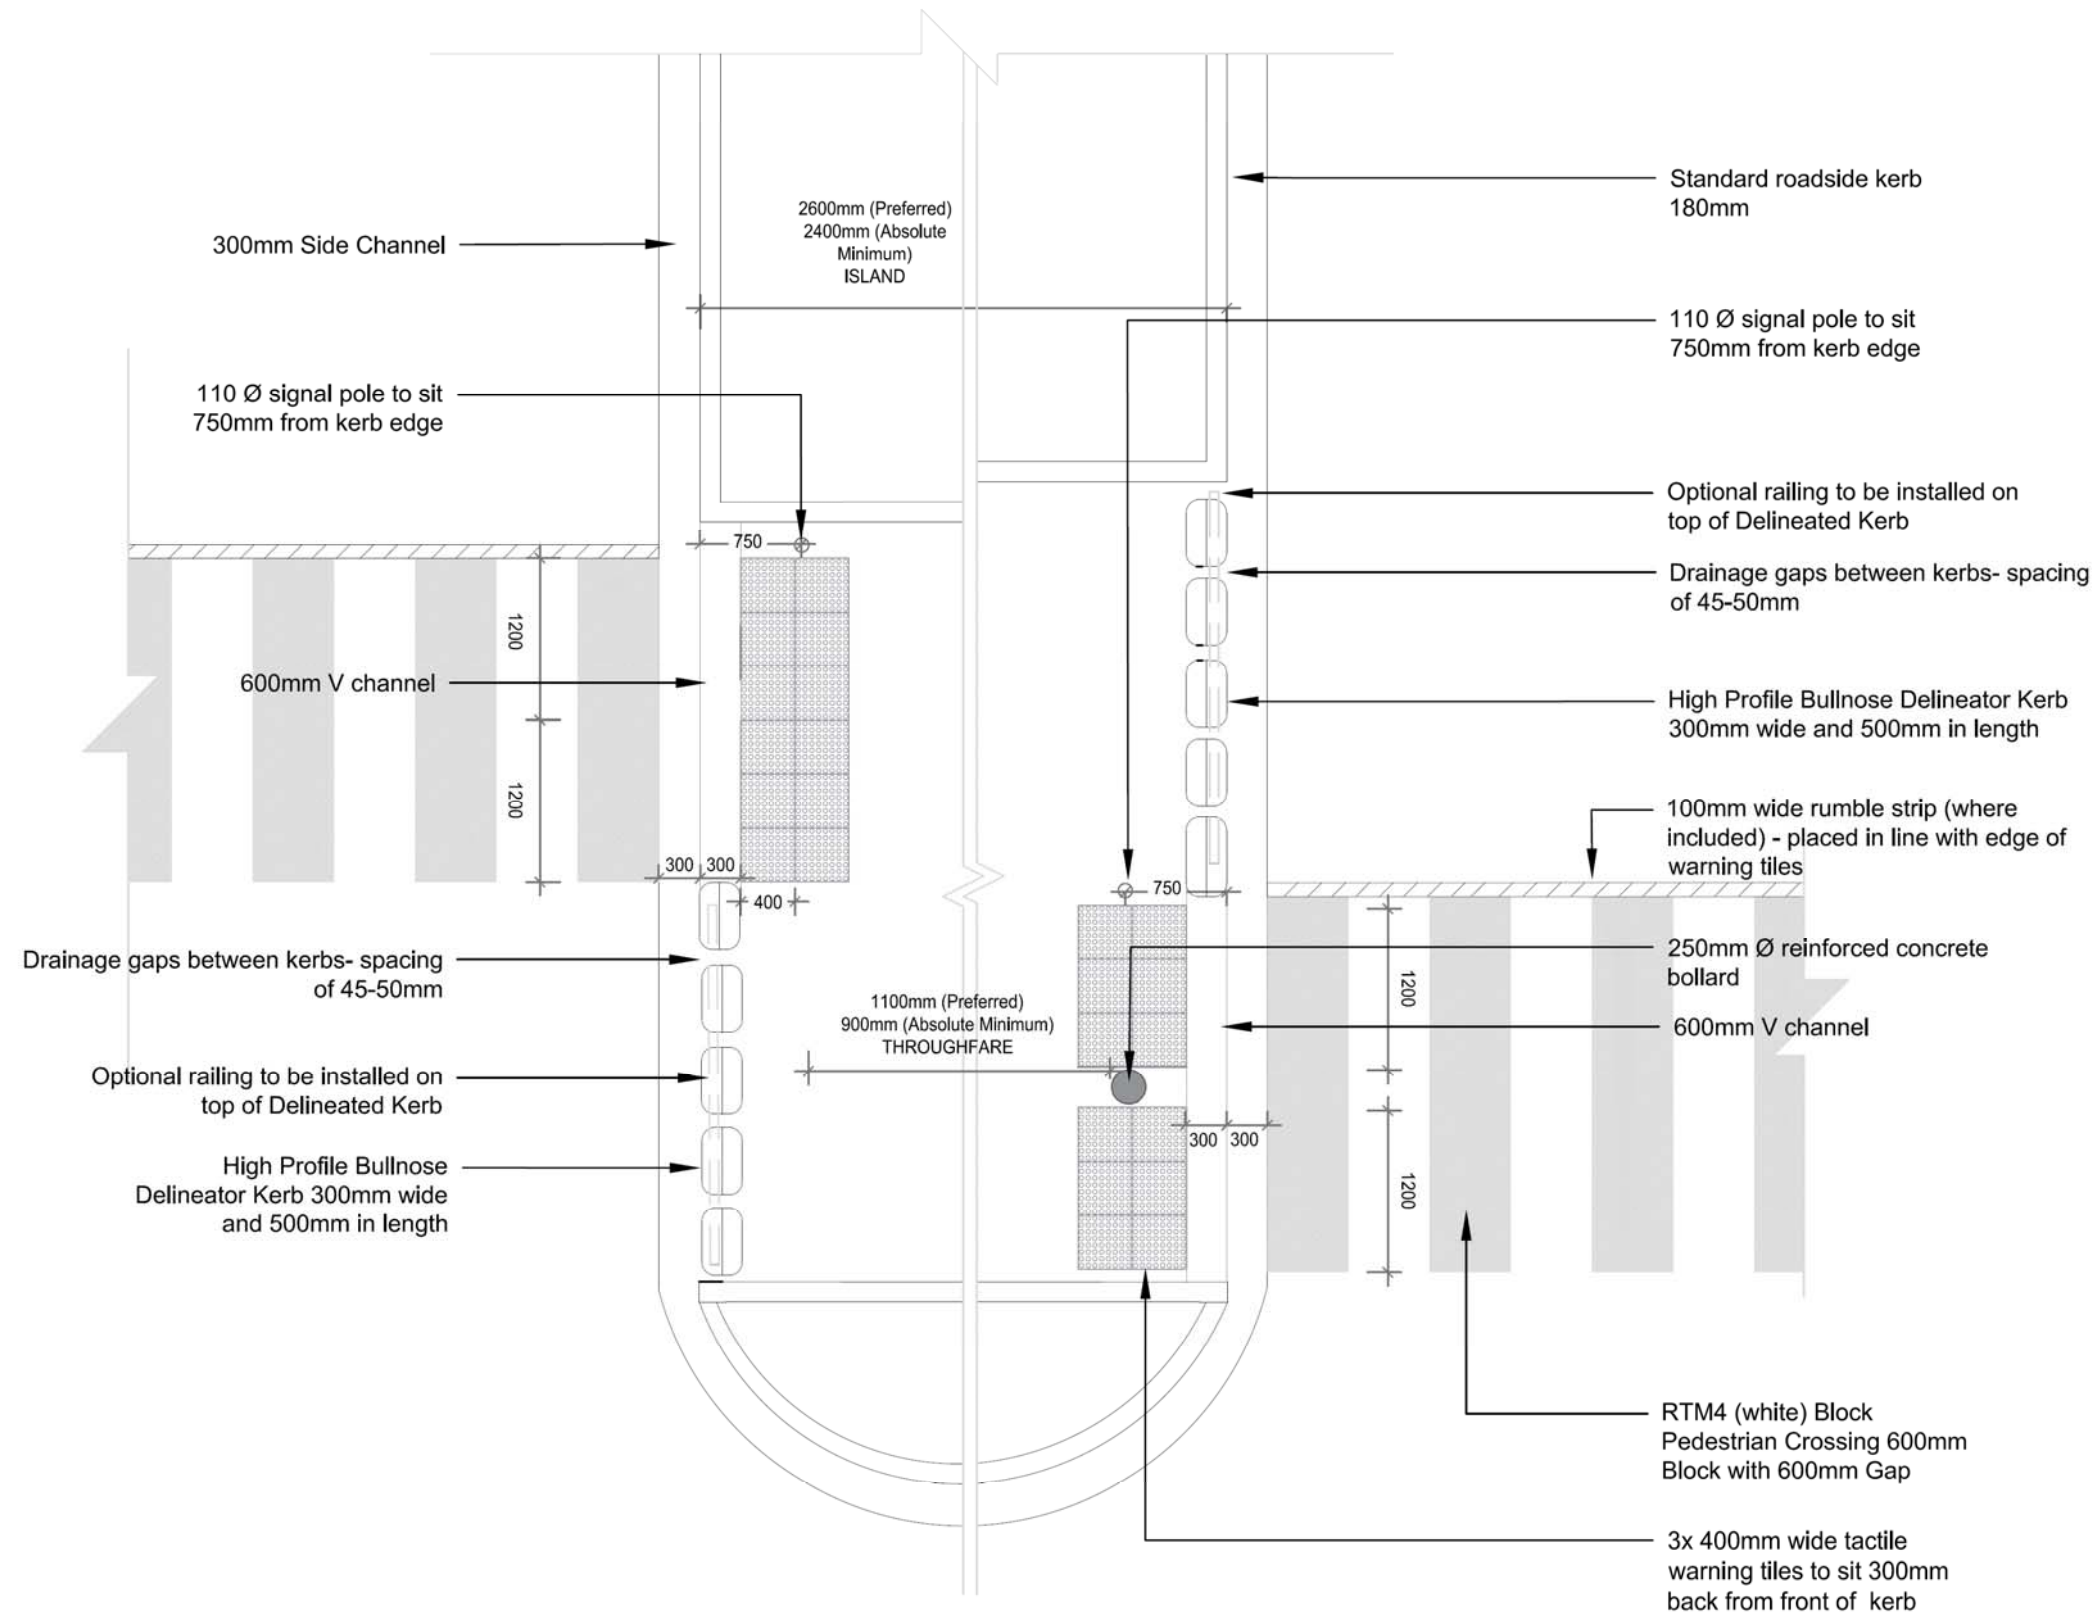 2600mm (Preferred)
2400mm (Absolute
Minimum)
ISLAND
300mm Side Channel
110 Ø signal pole to sit
750mm from kerb edge
750
1200
600mm V channel
1200
300
300
400
Drainage gaps between kerbs- spacing
of 45-50mm
1100mm (Preferred)
900mm (Absolute Minimum)
THROUGHFARE
Optional railing to be installed on
top of Delineated Kerb
High Profile Bullnose
Delineator Kerb 300mm wide
and 500mm in length
Standard roadside kerb
180mm
110 Ø signal pole to sit
750mm from kerb edge
Optional railing to be installed on
top of Delineated Kerb
Drainage gaps between kerbs- spacing
of 45-50mm
High Profile Bullnose Delineator Kerb
300mm wide and 500mm in length
100mm wide rumble strip (where
included) - placed in line with edge of
warning tiles
750
250mm Ø reinforced concrete
bollard
1200
600mm V channel
300
300
1200
RTM4 (white) Block
Pedestrian Crossing 600mm
Block with 600mm Gap
3x 400mm wide tactile
warning tiles to sit 300mm
back from front of kerb